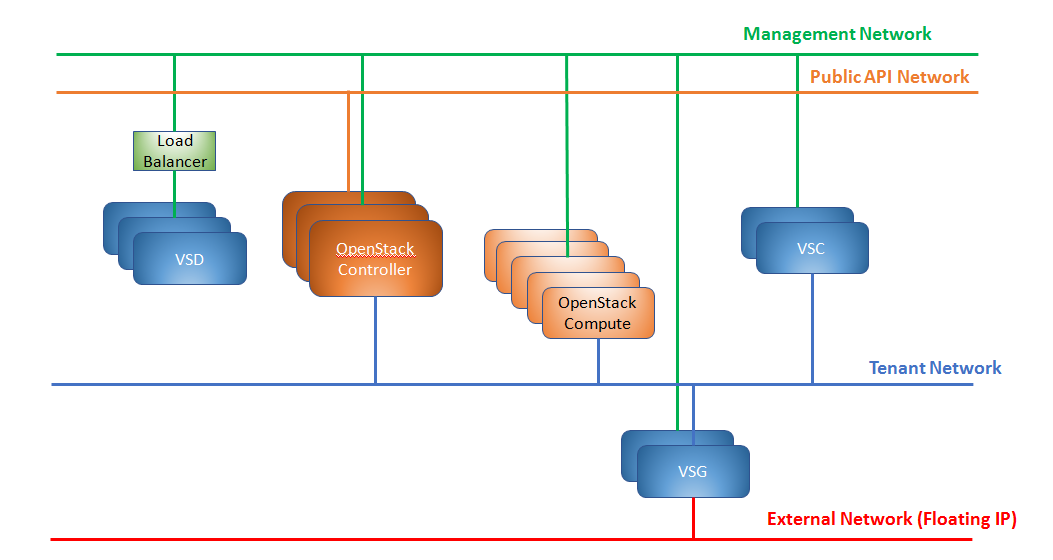 Management Network
Public API Network
Load
Balancer
VSD
OpenStack
Controller
OpenStack
Compute
VSC
Tenant Network
VSG
External Network (Floating IP)